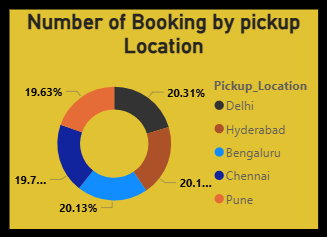 Number of Booking by pickup
Location
19.63%
20.31%
19.7...
20.1...
20.13%
Pickup_Location
Delhi
Hyderabad
Bengaluru
Chennai
Pune